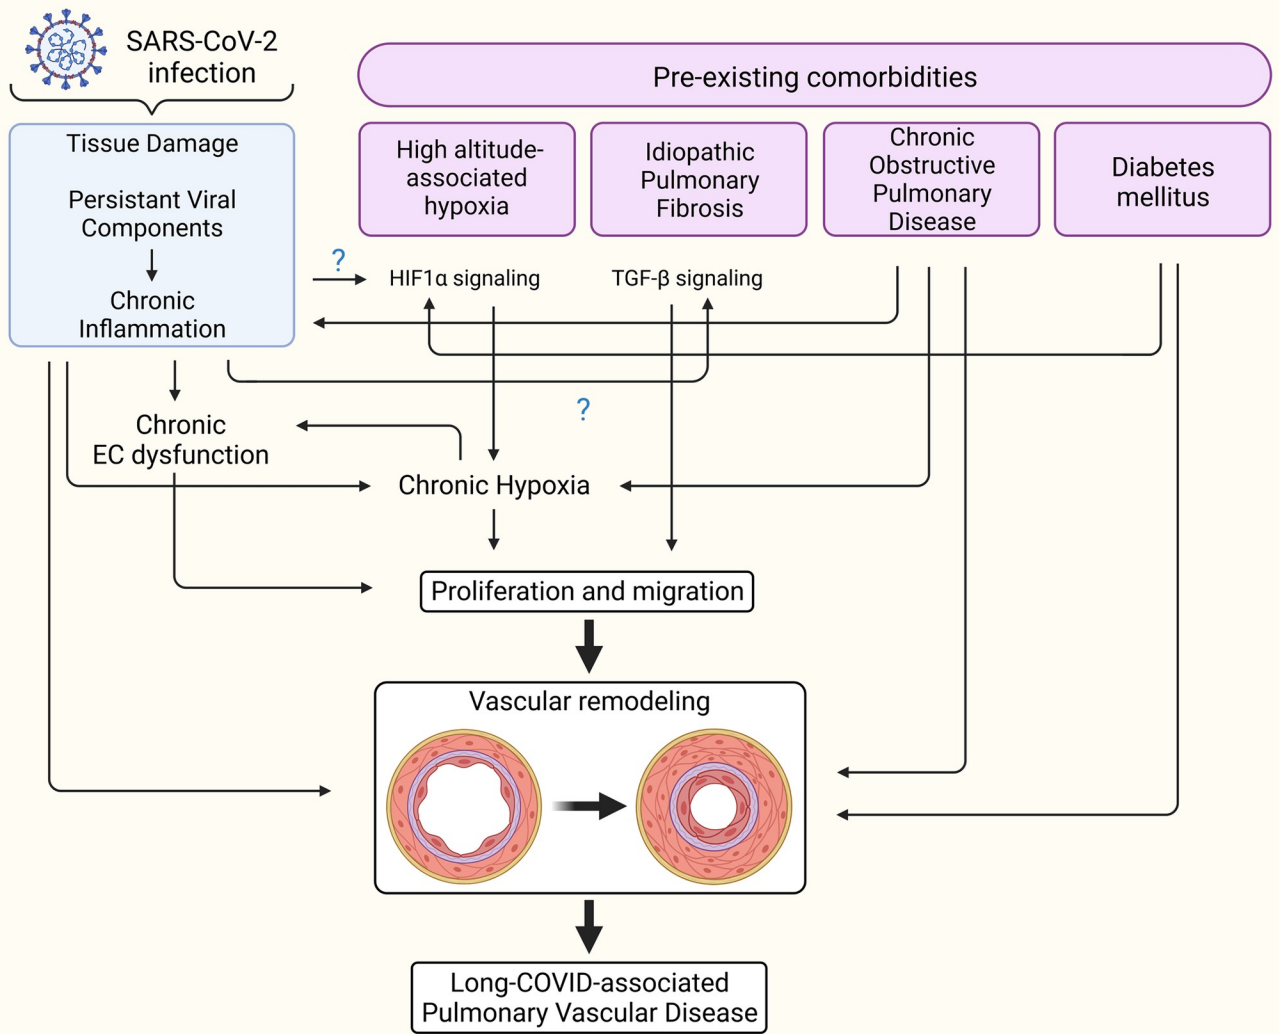 SARS-CoV-2
infection
Pre-existing comorbidities
Tissue Damage
Persistant Viral
Components
Chronic
Inflammation
High altitude-
associated
hypoxia
Idiopathic
Pulmonary
Fibrosis
Chronic
Obstructive
Pulmonary
Disease
Diabetes
mellitus
?
HIF1α signaling
TGF-β signaling
?
Chronic
EC dysfunction
Chronic Hypoxia
Proliferation and migration
Vascular remodeling
Long-COVID-associated
Pulmonary Vascular Disease